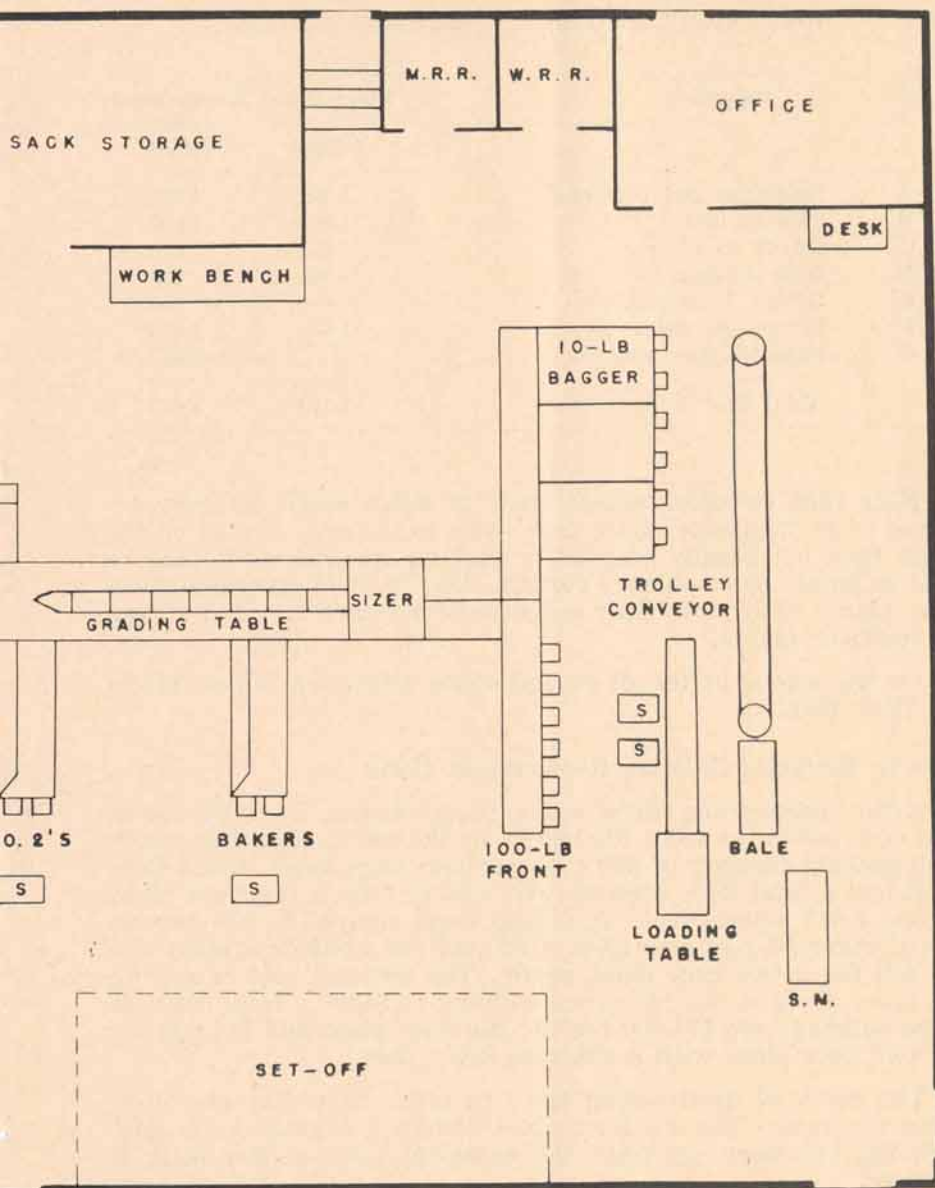 M.R.R.
W.R.R.
OFFICE
SACK STORAGE
DESK
WORK BENCH
10-LB
BAGGER
TROLLEY
CONVEYOR
SIZER
GRADING TABLE
S
S
O. 2'S
BAKERS
100-LB
FRONT
BALE
S
S
LOADING
TABLE
S.M.
SET-OFF